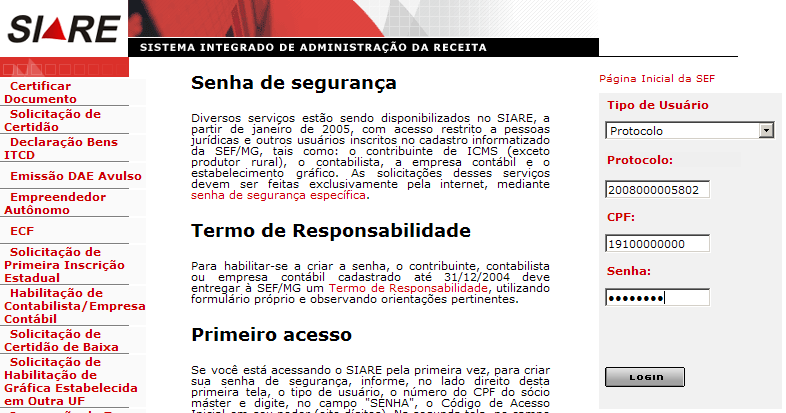 SIARE
SISTEMA INTEGRADO DE ADMINISTRAÇÃO DA RECEITA
Certificar
Documento
Solicitação de
Certidão
Declaração Bens
ITCD
Emissão DAE Avulso
Empreendedor
Autônomo
ECF
Solicitação de
Primeira Inscrição
Estadual
Habilitação de
Contabilista/Empresa
Contábil
Solicitação de
Certidão de Baixa
Solicitação de
Habilitação de
Gráfica Estabelecida
em Outra UF
Senha de segurança
Diversos serviços estão sendo disponibilizados no SIARE, a
partir de janeiro de 2005, com acesso restrito a pessoas
jurídicas e outros usuários inscritos no cadastro informatizado
da SEF/MG, tais como: o contribuinte de ICMS (exceto
produtor rural), o contabilista, a empresa contábil e o
estabelecimento gráfico. As solicitações desses serviços
devem ser feitas exclusivamente pela internet, mediante
senha de segurança específica.
Termo de Responsabilidade
Para habilitar-se a criar a senha, o contribuinte, contabilista
ou empresa contábil cadastrado até 31/12/2004 deve
entregar à SEF/MG um Termo de Responsabilidade, utilizando
formulário próprio e observando orientações pertinentes.
Primeiro acesso
Se você está acessando o SIARE pela primeira vez, para criar
sua senha de segurança, informe, no lado direito desta
primeira tela, o tipo de usuário, o número do CPF do sócio
máster e digite, no campo "SENHA", o Código de Acesso
Página Inicial da SEF
Tipo de Usuário
Protocolo
Protocolo:
2008000005802
CPF:
19100000000
Senha:
••••••••
LOGIN